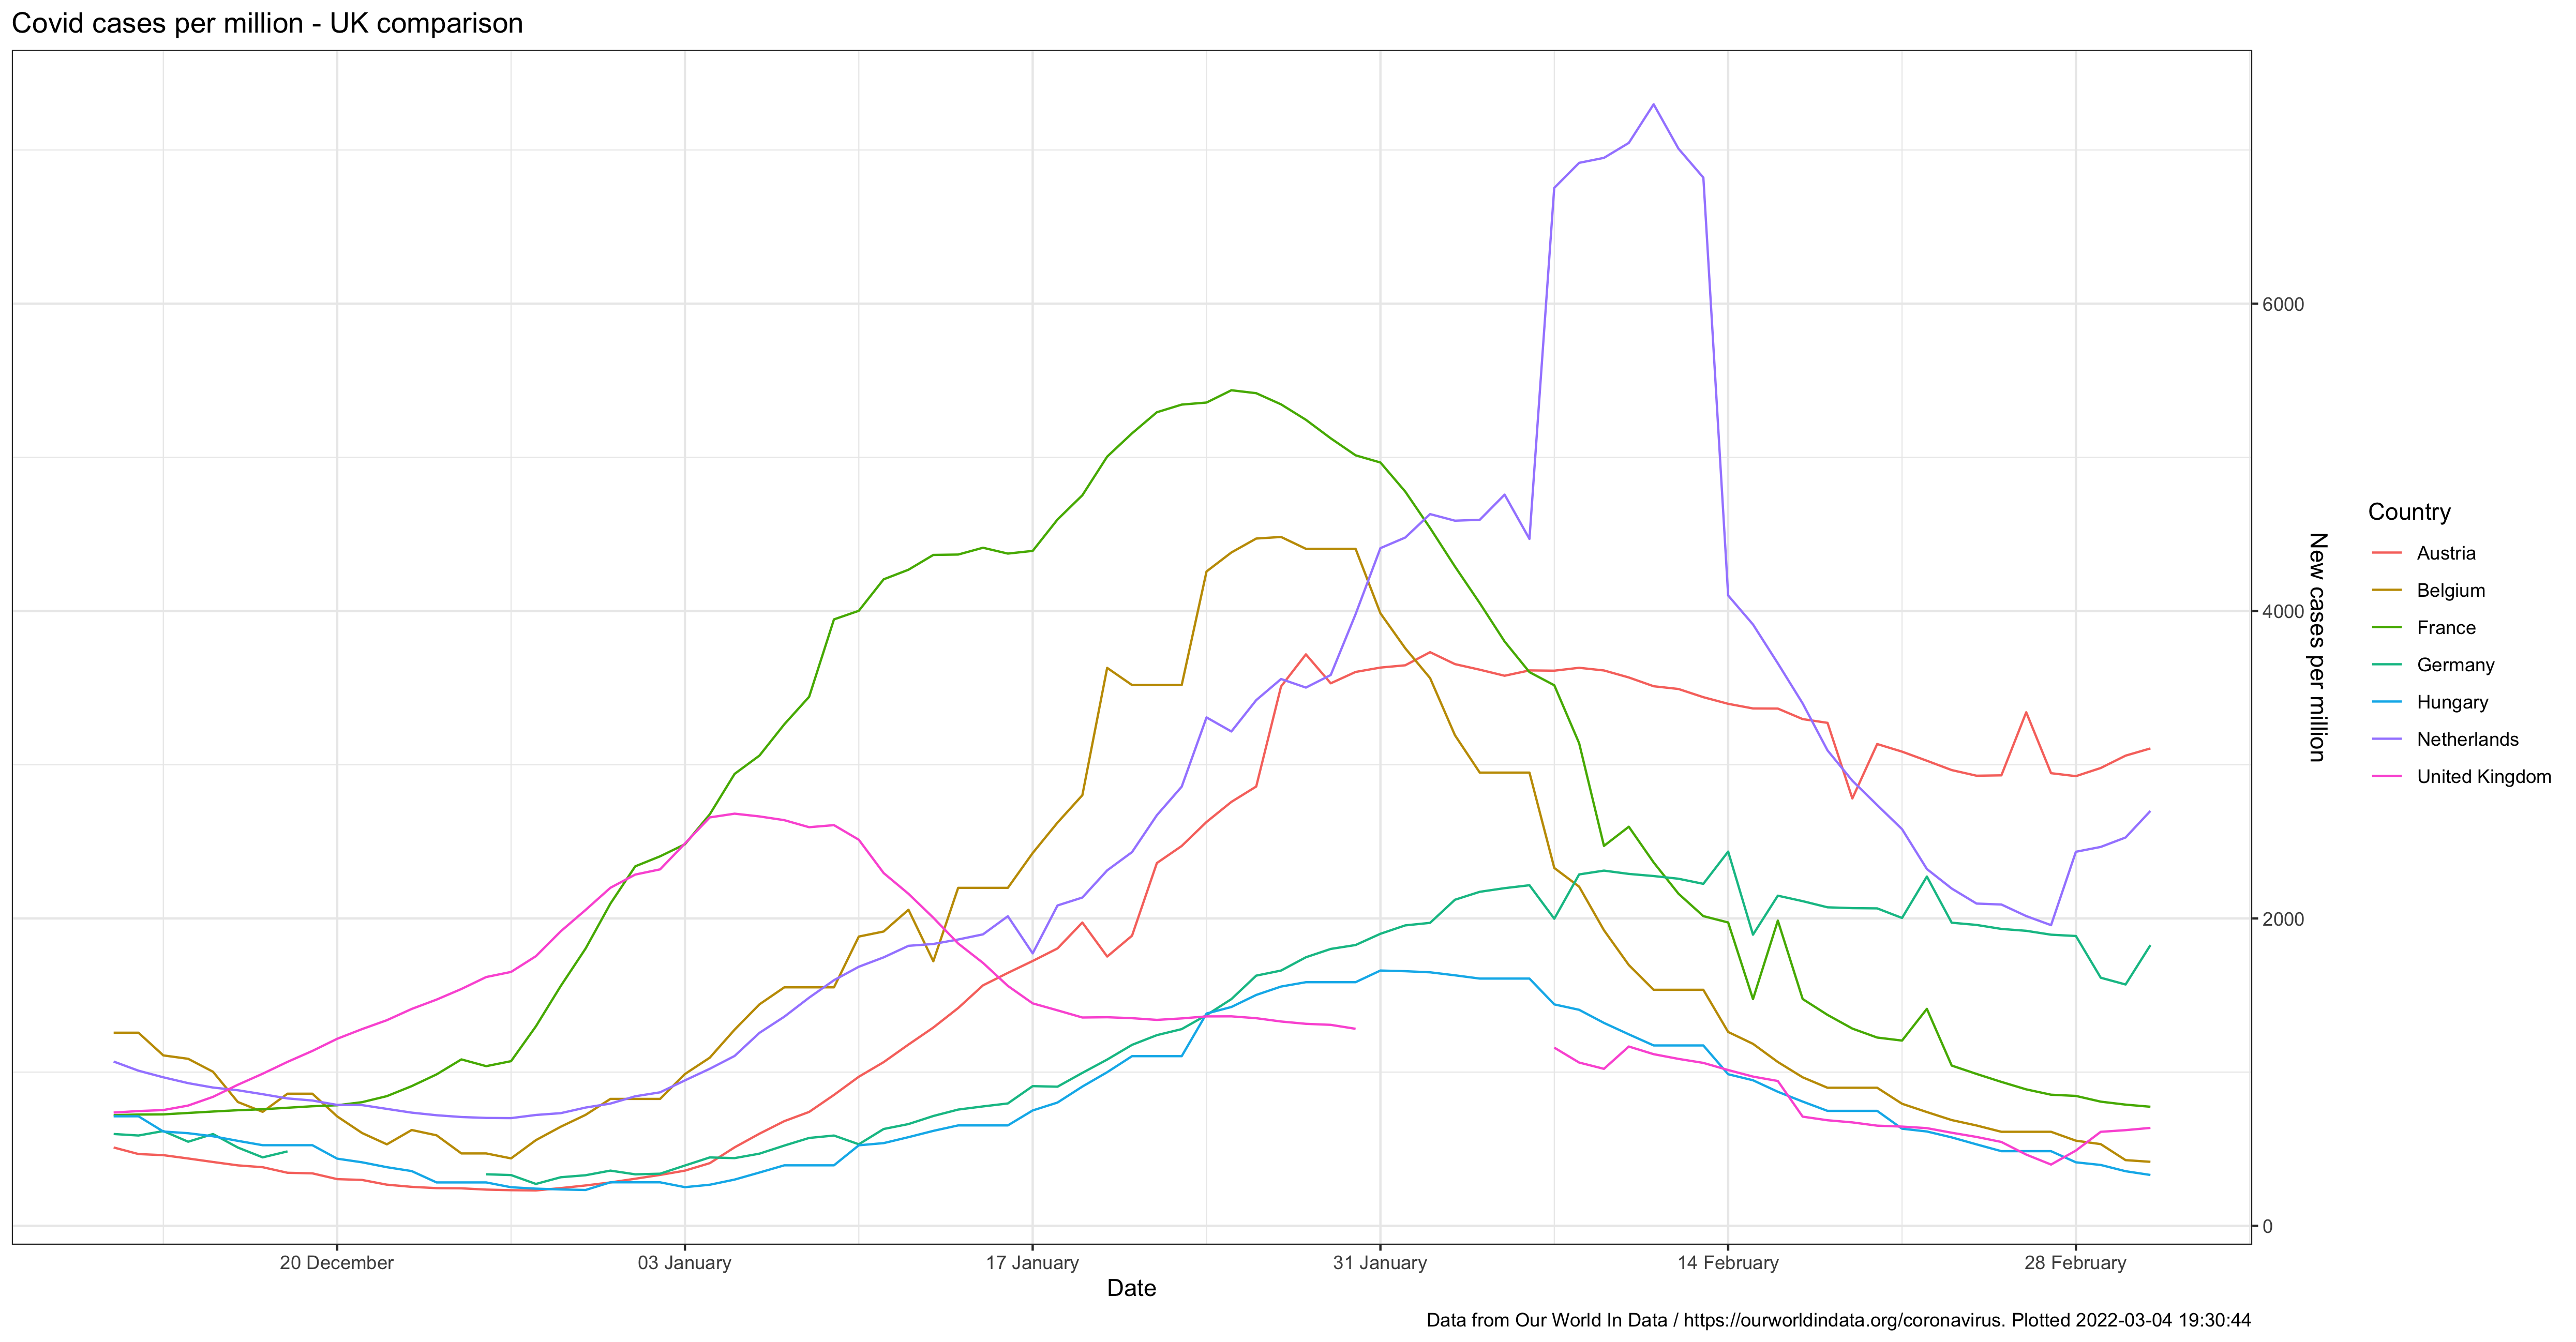 Covid cases per million - UK comparison
6000
4000
2000
0
New cases per million
20 December
03 January
17 January
31 January
14 February
28 February
Date
Country
Austria
Belgium
France
Germany
Hungary
Netherlands
United Kingdom
Data from Our World In Data / https://ourworldindata.org/coronavirus. Plotted 2022-03-04 19:30:44